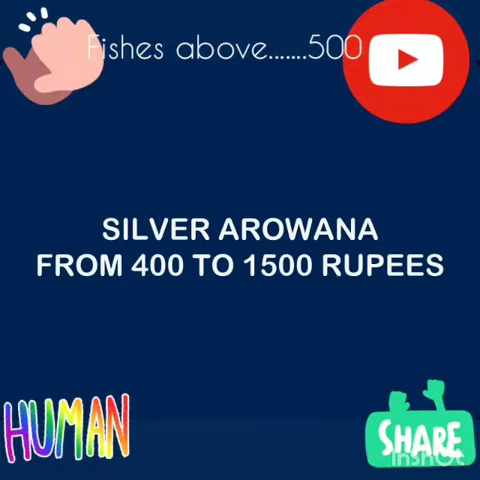 Fishes above.......500
SILVER AROWANA
FROM 400 TO 1500 RUPEES
HUMAN
SHARE
INSHOT